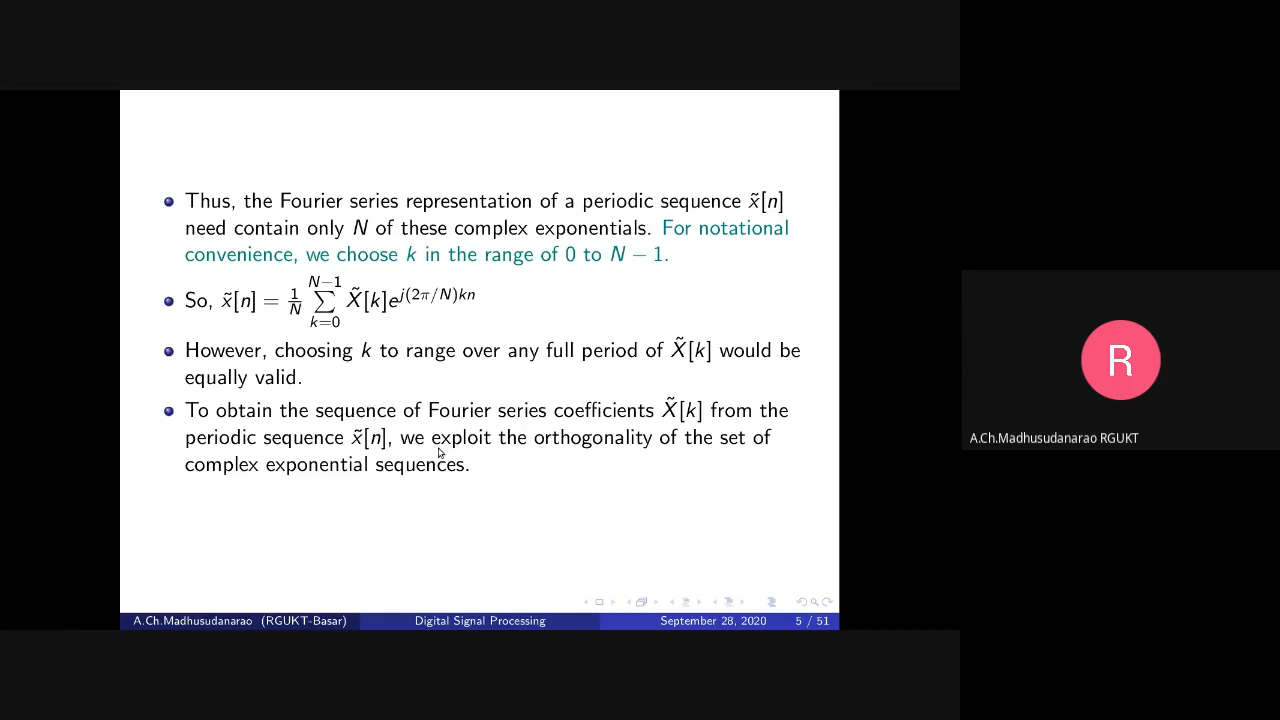 Thus, the Fourier series representation of a periodic sequence x̃[n]
need contain only N of these complex exponentials. For notational
convenience, we choose k in the range of 0 to N − 1.
So, x̃[n] = 1/N ∑_{k=0}^{N−1} X̃[k]e^{j(2π/N)kn}
However, choosing k to range over any full period of X̃[k] would be
equally valid.
To obtain the sequence of Fourier series coefficients X̃[k] from the
periodic sequence x̃[n], we exploit the orthogonality of the set of
complex exponential sequences.
A.Ch.Madhusudanarao (RGUKT-Basar) Digital Signal Processing September 28, 2020 5 / 51
R
A.Ch.Madhusudanarao RGUKT